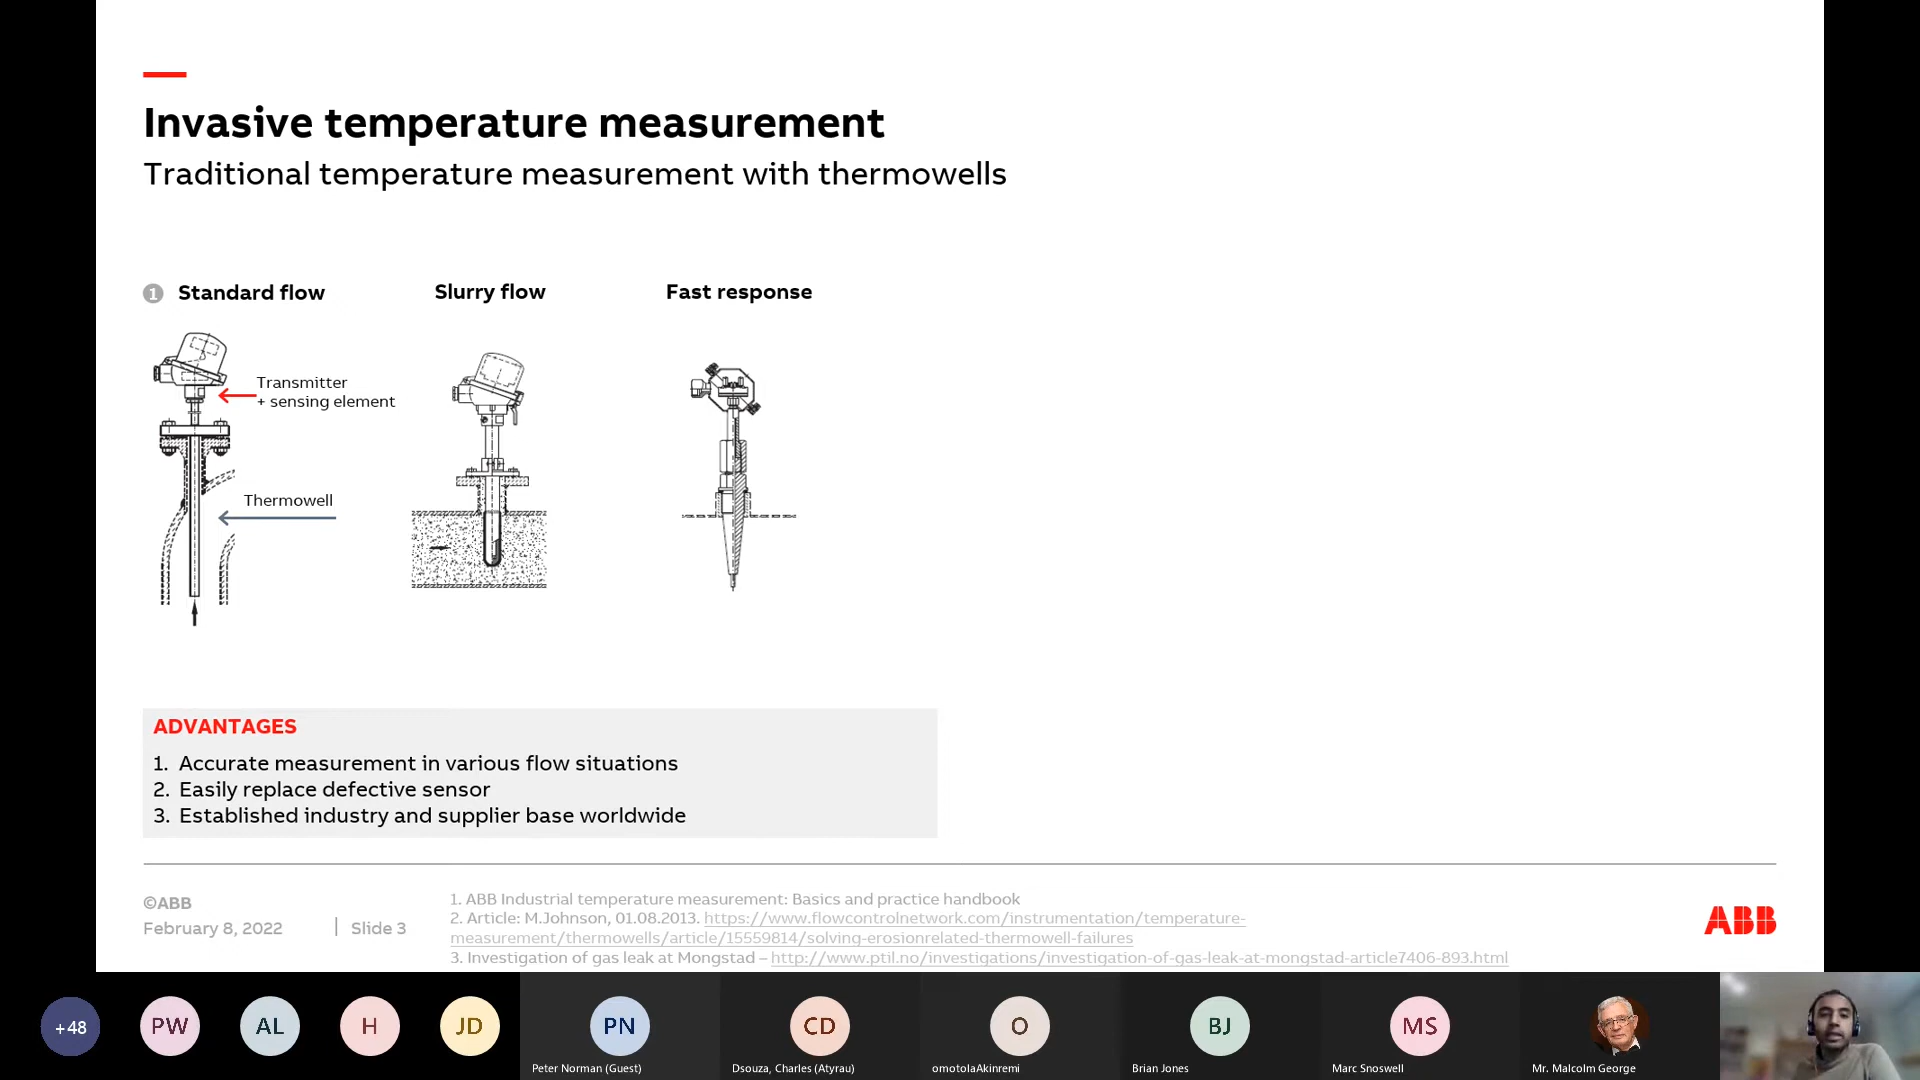 Invasive temperature measurement
Traditional temperature measurement with thermowells
1 Standard flow
Slurry flow
Fast response
Transmitter
+ sensing element
Thermowell
ADVANTAGES
1. Accurate measurement in various flow situations
2. Easily replace defective sensor
3. Established industry and supplier base worldwide
©ABB
February 8, 2022 | Slide 3
1. ABB Industrial temperature measurement: Basics and practice handbook
2. Article: M.Johnson, 01.08.2013. https://www.flowcontrolnetwork.com/instrumentation/temperature-
measurement/thermowells/article/15559814/solving-erosionrelated-thermowell-failures
3. Investigation of gas leak at Mongstad – http://www.ptil.no/investigations/investigation-of-gas-leak-at-mongstad-article7406-893.html
ABB
+48
PW
AL
H
JD
PN
CD
O
BJ
MS
Peter Norman (Guest)
Dsouza, Charles (Atyrau)
omotolaAkinremi
Brian Jones
Marc Snoswell
Mr. Malcolm George